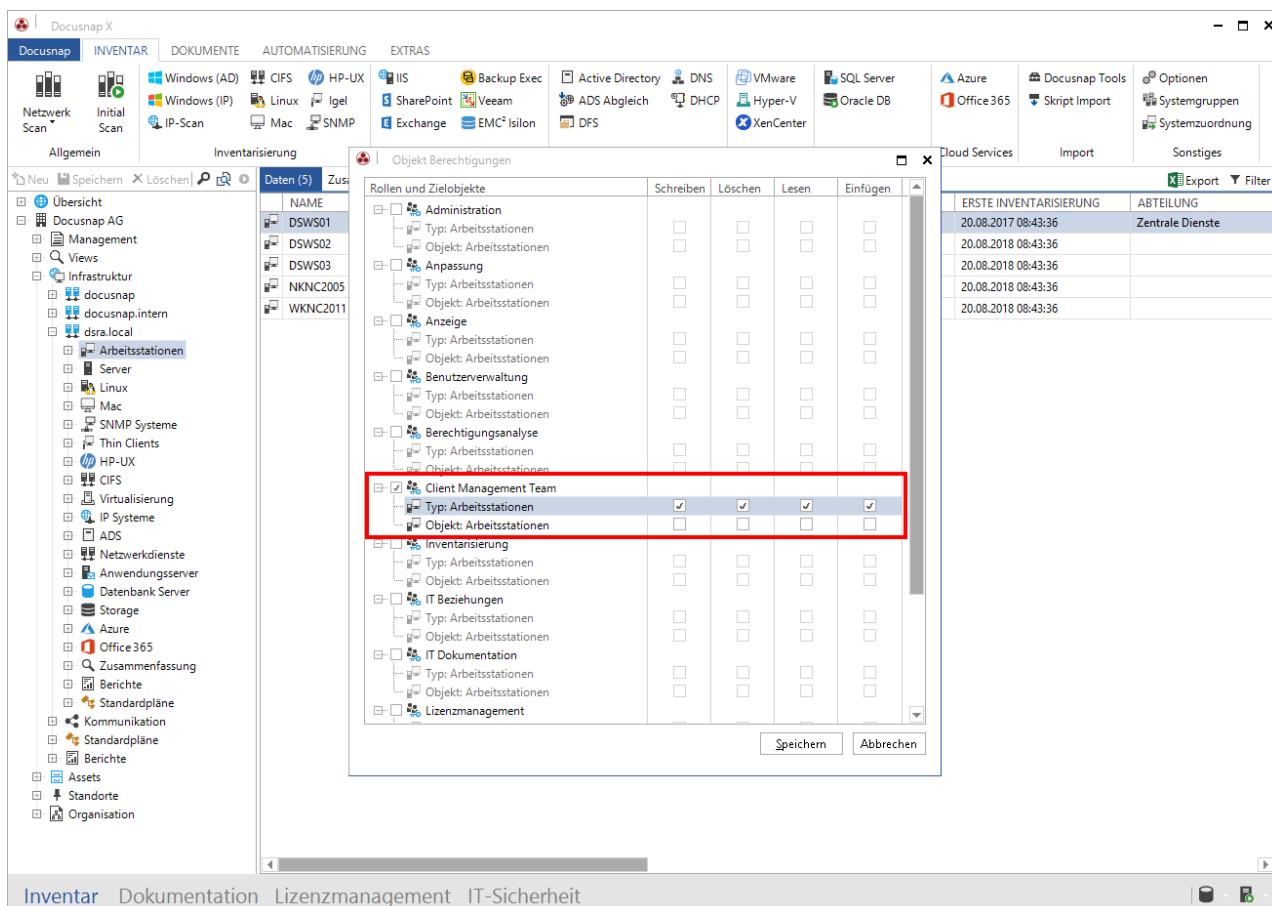 Docusnap X
Docusnap INVENTAR DOKUMENTE AUTOMATISIERUNG EXTRAS
Netzwerk Scan
Initial Scan
Windows (AD) CIFS HP-UX
Windows (IP) Linux Igel
IP-Scan Mac SNMP
IIS Backup Exec
SharePoint Veeam
Exchange EMC² Isilon
Active Directory DNS
ADS Abgleich DHCP
DFS
VMware
Hyper-V
XenCenter
SQL Server
Oracle DB
Azure
Office 365
Docusnap Tools
Skript Import
Optionen
Systemgruppen
Systemzuordnung
Allgemein Inventarisierung Cloud Services Import Sonstiges
Neu Speichern Löschen
Daten (5)
Export Filter
Übersicht
Docusnap AG
Management
Views
Infrastruktur
docusnap
docusnap.intern
dsra.local
Arbeitsstationen
Server
Linux
Mac
SNMP Systeme
Thin Clients
HP-UX
CIFS
Virtualisierung
IP Systeme
ADS
Netzwerkdienste
Anwendungsserver
Datenbank Server
Storage
Azure
Office 365
Zusammenfassung
Berichte
Standardpläne
Kommunikation
Standardpläne
Berichte
Assets
Standorte
Organisation
NAME
DSWS01
DSWS02
DSWS03
NKNC2005
WKNC2011
ERSTE INVENTARISIERUNG ABTEILUNG
20.08.2017 08:43:36 Zentrale Dienste
20.08.2018 08:43:36
20.08.2018 08:43:36
20.08.2018 08:43:36
20.08.2018 08:43:36
Objekt Berechtigungen
Rollen und Zielobjekte Schreiben Löschen Lesen Einfügen
Administration
Typ: Arbeitsstationen
Objekt: Arbeitsstationen
Anpassung
Typ: Arbeitsstationen
Objekt: Arbeitsstationen
Anzeige
Typ: Arbeitsstationen
Objekt: Arbeitsstationen
Benutzerverwaltung
Typ: Arbeitsstationen
Objekt: Arbeitsstationen
Berechtigungsanalyse
Typ: Arbeitsstationen
Objekt: Arbeitsstationen
Client Management Team
Typ: Arbeitsstationen
Objekt: Arbeitsstationen
Inventarisierung
Typ: Arbeitsstationen
Objekt: Arbeitsstationen
IT Beziehungen
Typ: Arbeitsstationen
Objekt: Arbeitsstationen
IT Dokumentation
Typ: Arbeitsstationen
Objekt: Arbeitsstationen
Lizenzmanagement
Speichern Abbrechen
Inventar Dokumentation Lizenzmanagement IT-Sicherheit